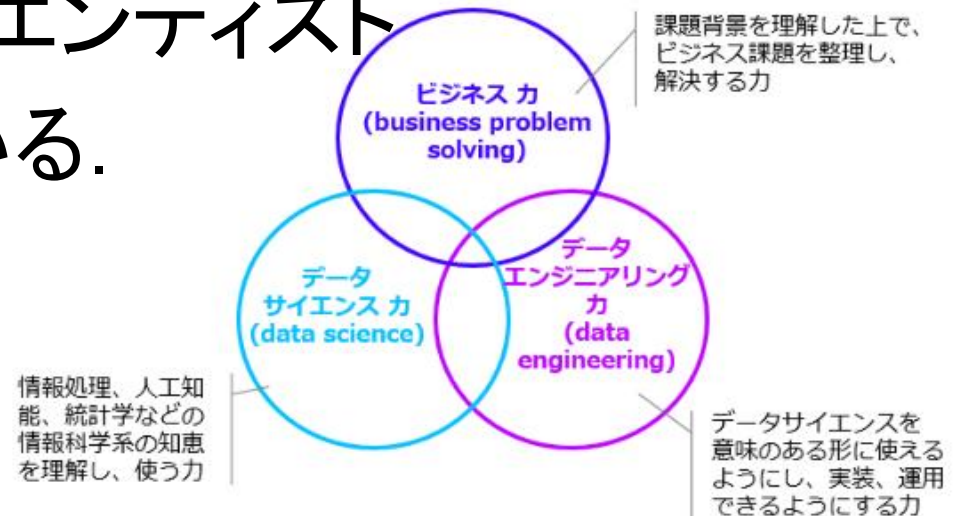 エンティスト
いる.
課題背景を理解した上で、
ビジネス課題を整理し、
解決する力
ビジネス 力
(business problem
solving)
データ
サイエンス 力
(data science)
データ
エンジニアリング
力
(data
engineering)
情報処理、人工知
能、統計学などの
情報科学系の知恵
を理解し、使う力
データサイエンスを
意味のある形に使える
ようにし、実装、運用
できるようにする力